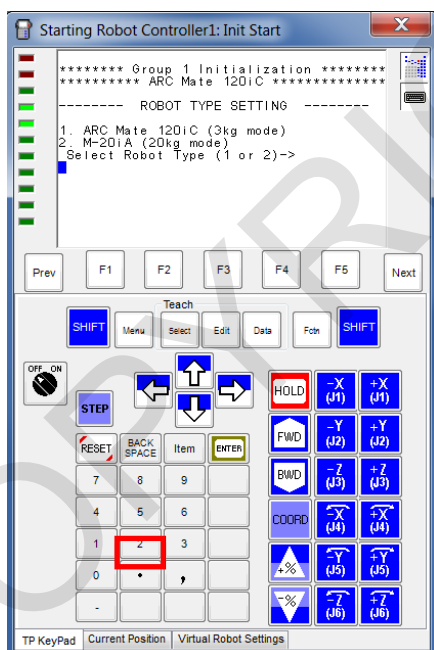 Starting Robot Controller1: Init Start
X
******** Group 1 Initialization ********
********** ARC Mate 120iC **************
-------- ROBOT TYPE SETTING --------
1. ARC Mate 120iC (3kg mode)
2. M-20iA (20kg mode)
Select Robot Type (1 or 2)->
Prev F1 F2 F3 F4 F5 Next
Teach
SHIFT Menu Select Edit Data Fctn SHIFT
OFF ON
STEP
HOLD -X (J1) +X (J1)
RESET BACK SPACE Item ENTER
FWD -Y (J2) +Y (J2)
7 8 9
BWD -Z (J3) +Z (J3)
4 5 6
COORD -X (J4) +X (J4)
1 2 3
+% -Y (J5) +Y (J5)
0 . ,
-
-% -Z (J6) +Z (J6)
TP KeyPad Current Position Virtual Robot Settings
COPYRI